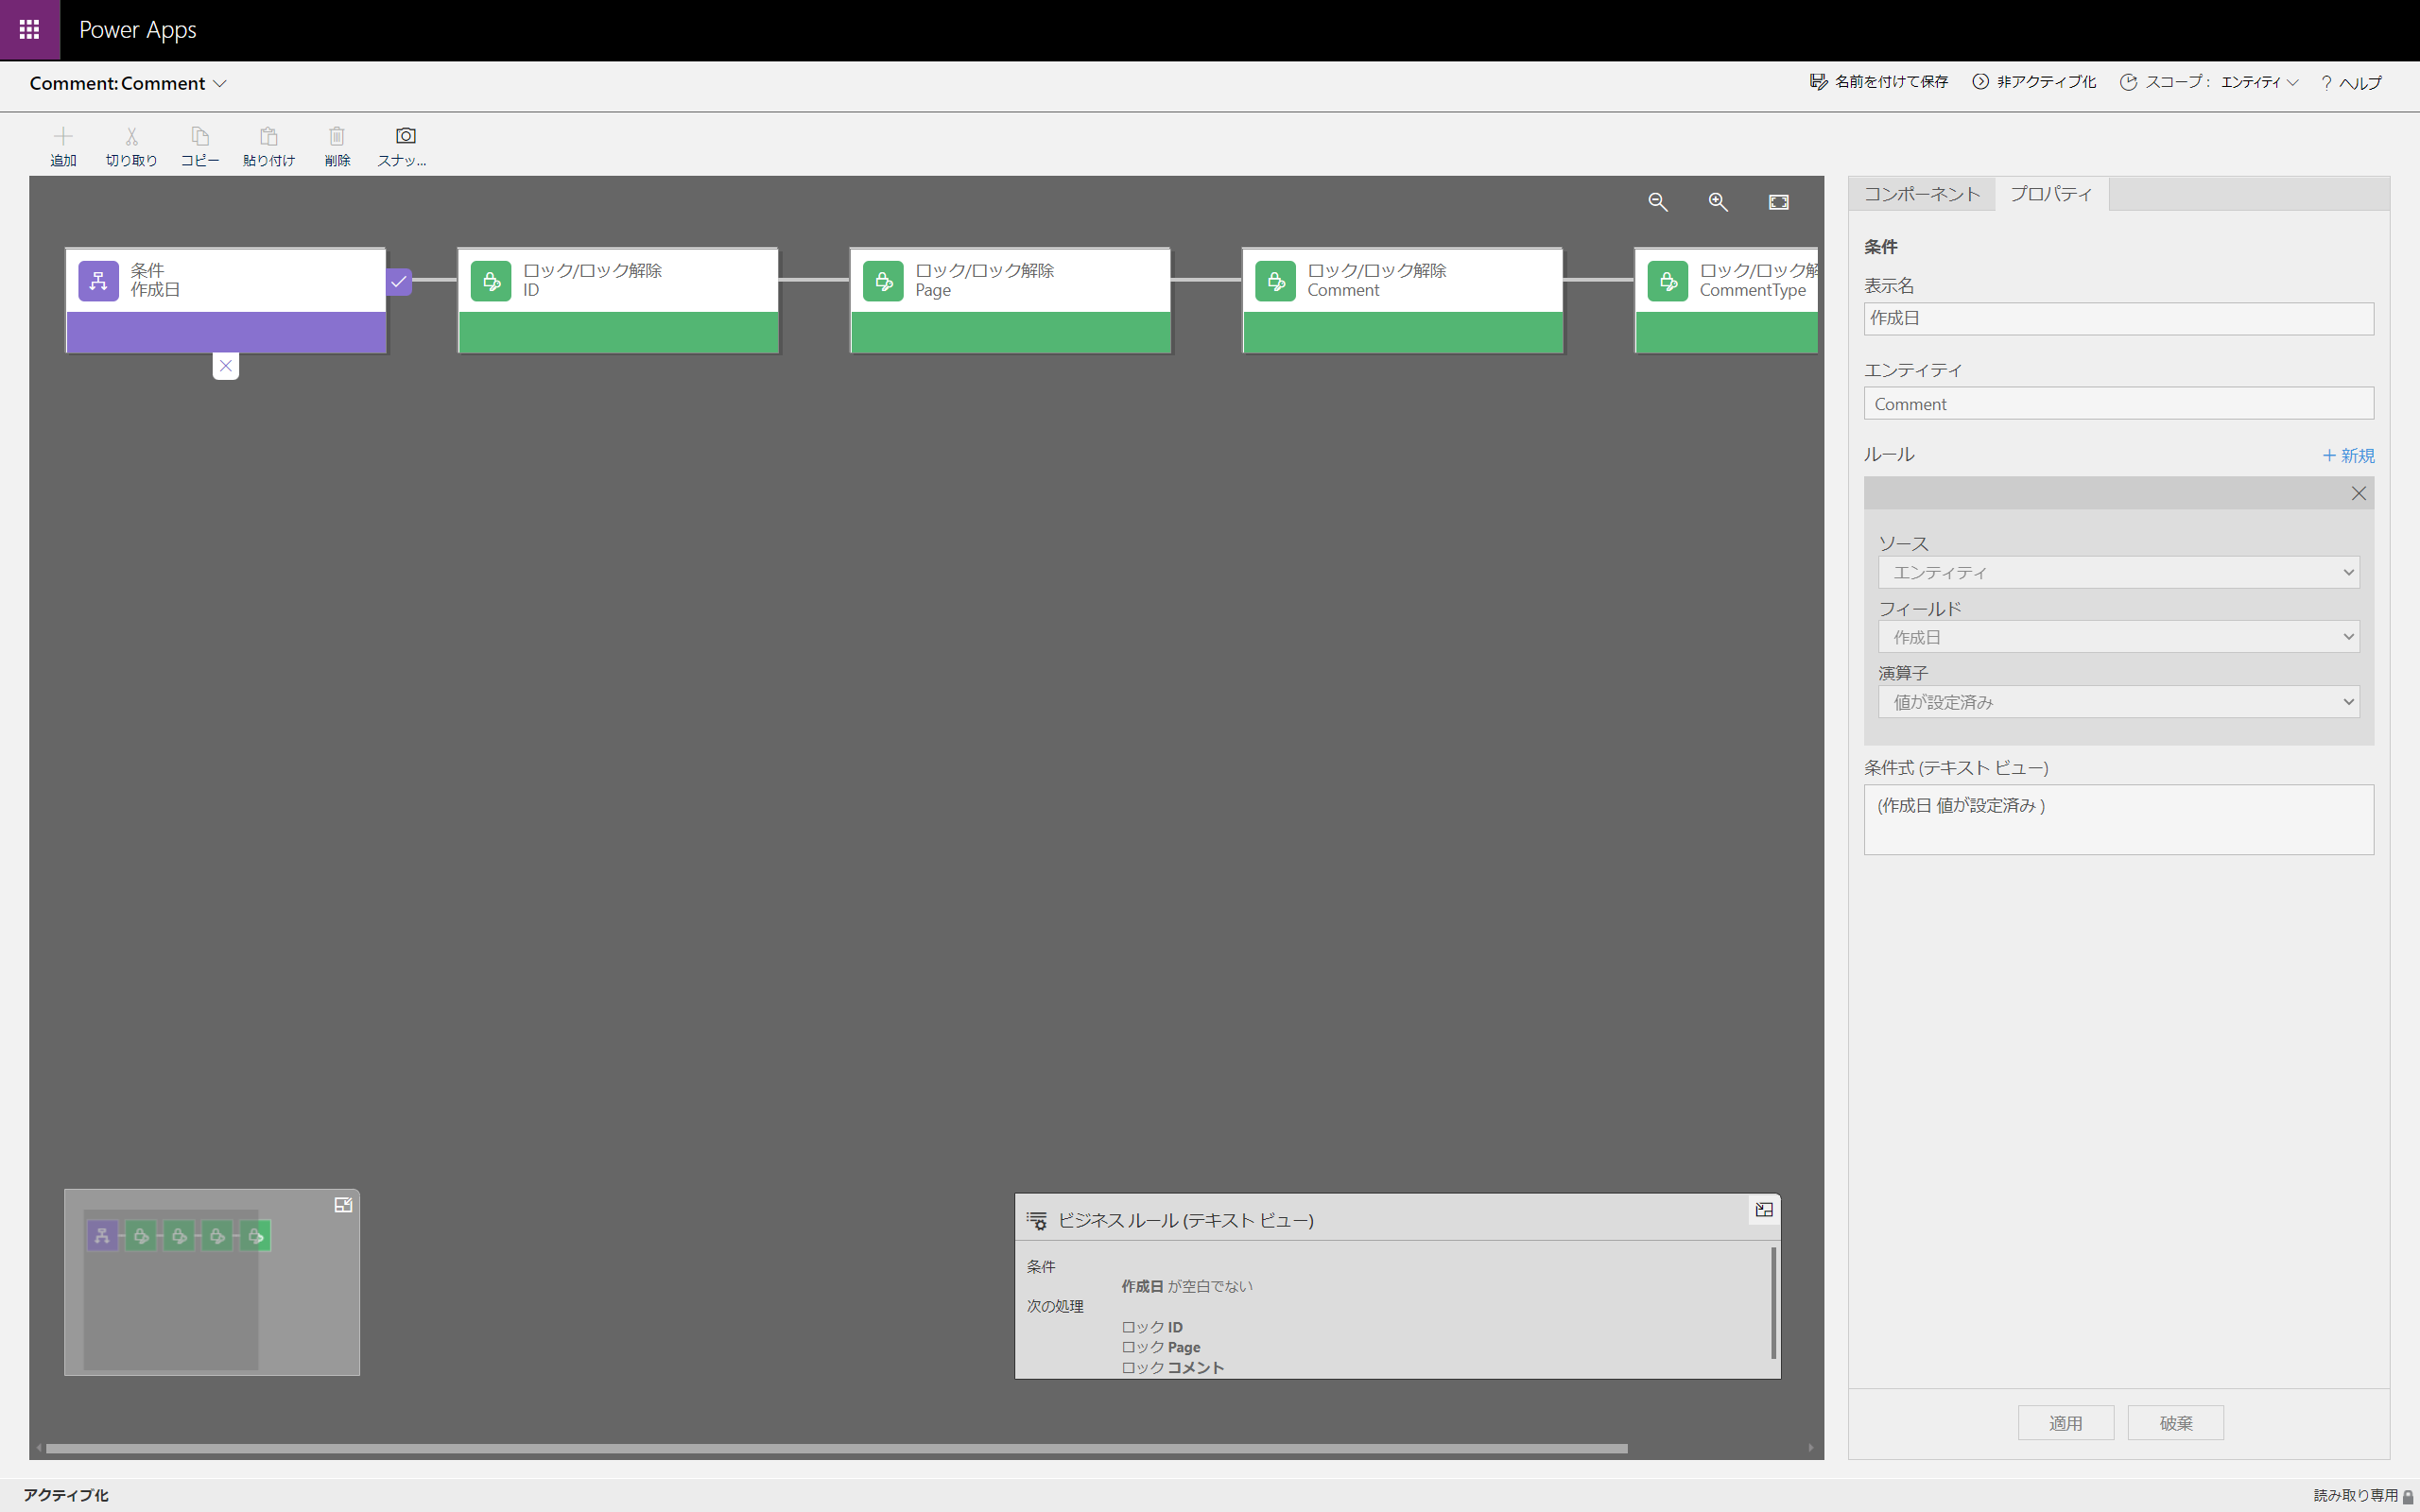 Power Apps
Comment: Comment
名前を付けて保存 非アクティブ化 スコープ: エンティティ ? ヘルプ
追加 切り取り コピー 貼り付け 削除 スナッ...
コンポーネント プロパティ
条件
作成日
ロック/ロック解除
ID
ロック/ロック解除
Page
ロック/ロック解除
Comment
ロック/ロック解
CommentType
条件
表示名
作成日
エンティティ
Comment
ルール + 新規
ソース
エンティティ
フィールド
作成日
演算子
値が設定済み
条件式 (テキスト ビュー)
(作成日 値が設定済み )
ビジネス ルール (テキスト ビュー)
条件
作成日 が空白でない
次の処理
ロック ID
ロック Page
ロック コメント
適用 破棄
アクティブ化 読み取り専用